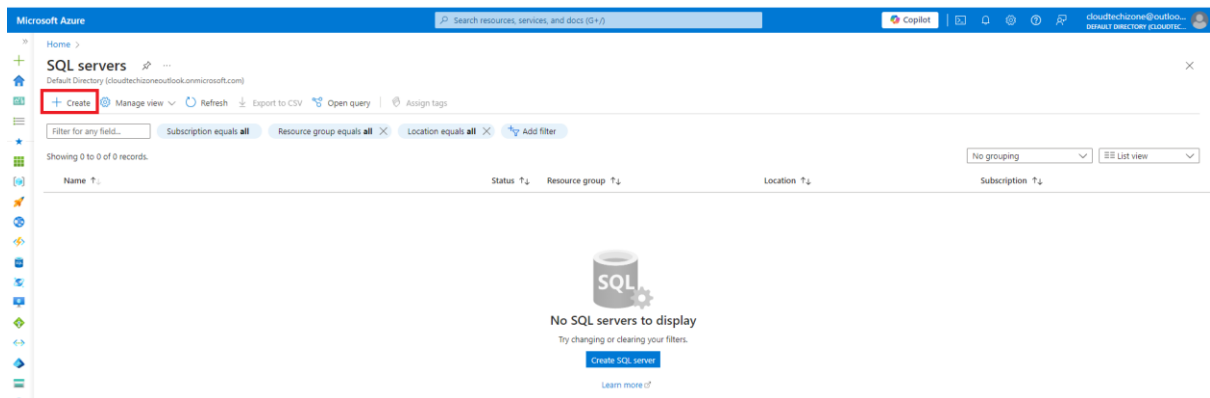 Microsoft Azure
Search resources, services, and docs (G+/)
Copilot
cloudtechizone@outloo...
DEFAULT DIRECTORY (CLOUDTEC...
Home >
SQL servers
Default Directory (cloudtechizoneoutlook.onmicrosoft.com)
+ Create Manage view Refresh Export to CSV Open query Assign tags
Filter for any field... Subscription equals all Resource group equals all Location equals all Add filter
Showing 0 to 0 of 0 records. No grouping List view
Name ↑↓ Status ↑↓ Resource group ↑↓ Location ↑↓ Subscription ↑↓
SQL
No SQL servers to display
Try changing or clearing your filters.
Create SQL server
Learn more